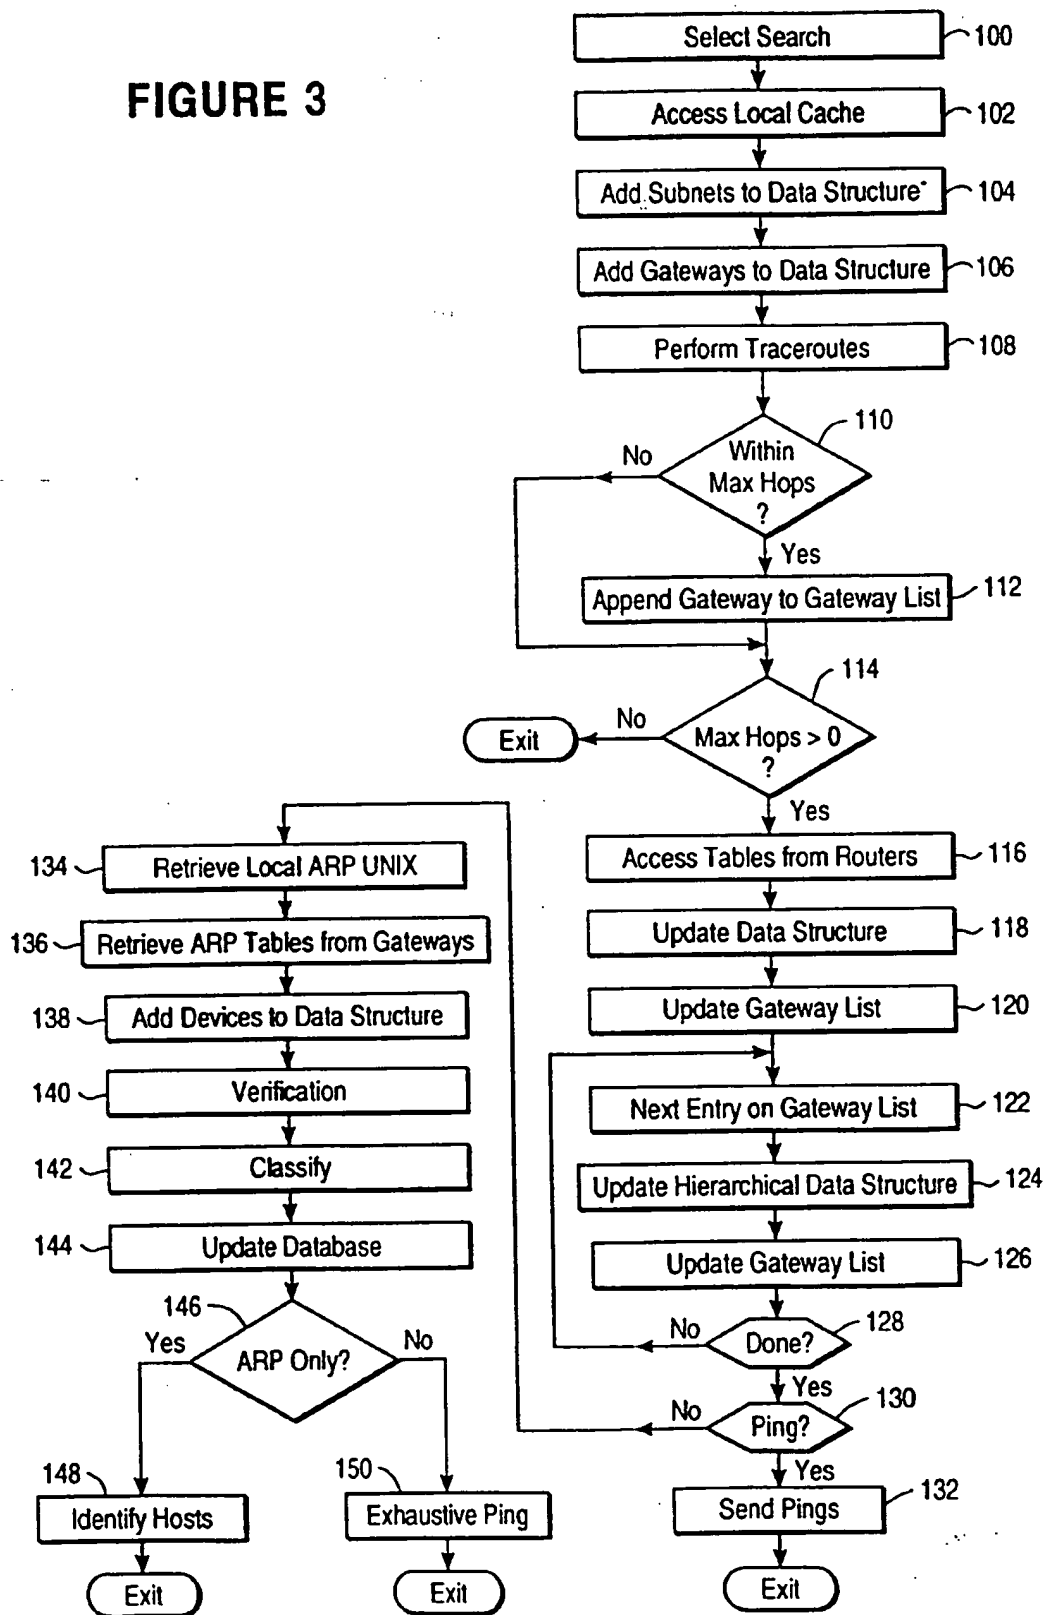 FIGURE 3
Select Search
100
Access Local Cache
102
Add Subnets to Data Structure
104
Add Gateways to Data Structure
106
Perform Traceroutes
108
110
Within
Max Hops
?
No
Yes
Append Gateway to Gateway List
112
114
Max Hops > 0
?
No
Exit
Yes
Access Tables from Routers
116
Update Data Structure
118
Update Gateway List
120
Next Entry on Gateway List
122
Update Hierarchical Data Structure
124
Update Gateway List
126
Done?
128
No
Yes
Ping?
130
No
Yes
Send Pings
132
Exit
134
Retrieve Local ARP UNIX
136
Retrieve ARP Tables from Gateways
138
Add Devices to Data Structure
140
Verification
142
Classify
144
Update Database
146
ARP Only?
Yes
No
148
Identify Hosts
Exit
150
Exhaustive Ping
Exit